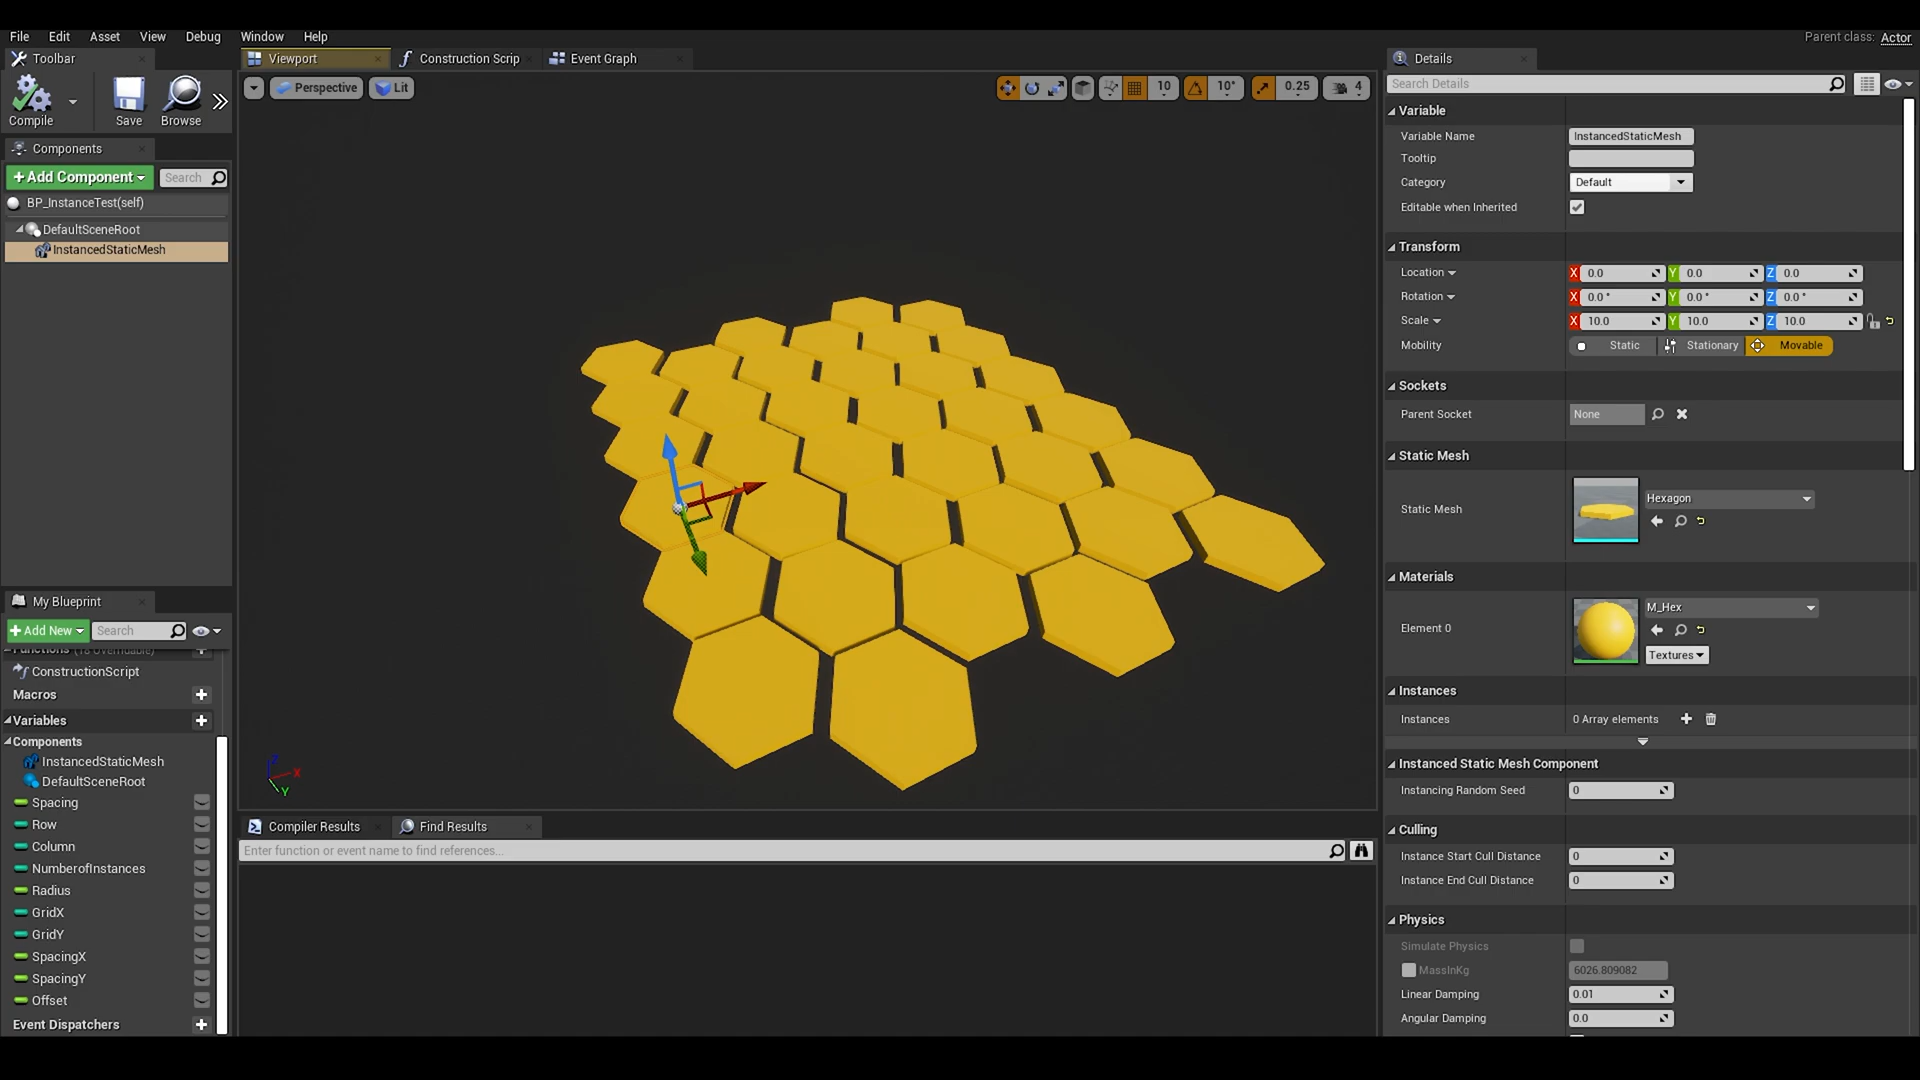 File Edit Asset View Debug Window Help
Parent class: Actor
Toolbar
Viewport
Construction Scrip
Event Graph
Details
Compile
Save
Browse
Perspective
Lit
10
10°
0.25
4
Search Details
Components
+Add Component
Search
BP_InstanceTest(self)
DefaultSceneRoot
InstancedStaticMesh
Variable
Variable Name InstancedStaticMesh
Tooltip
Category Default
Editable when Inherited
Transform
Location X 0.0 Y 0.0 Z 0.0
Rotation X 0.0 ° Y 0.0 ° Z 0.0 °
Scale X 10.0 Y 10.0 Z 10.0
Mobility Static Stationary Movable
Sockets
Parent Socket None
Static Mesh
Static Mesh Hexagon
Materials
Element 0 M_Hex
Textures
Instances
Instances 0 Array elements
Instanced Static Mesh Component
Instancing Random Seed 0
Culling
Instance Start Cull Distance 0
Instance End Cull Distance 0
Physics
Simulate Physics
MassInKg 6026.809082
Linear Damping 0.01
Angular Damping 0.0
My Blueprint
+Add New
Search
Functions (18 Overridable)
ConstructionScript
Macros
Variables
Components
InstancedStaticMesh
DefaultSceneRoot
Spacing
Row
Column
NumberofInstances
Radius
GridX
GridY
SpacingX
SpacingY
Offset
Event Dispatchers
Z
X
Y
Compiler Results
Find Results
Enter function or event name to find references...